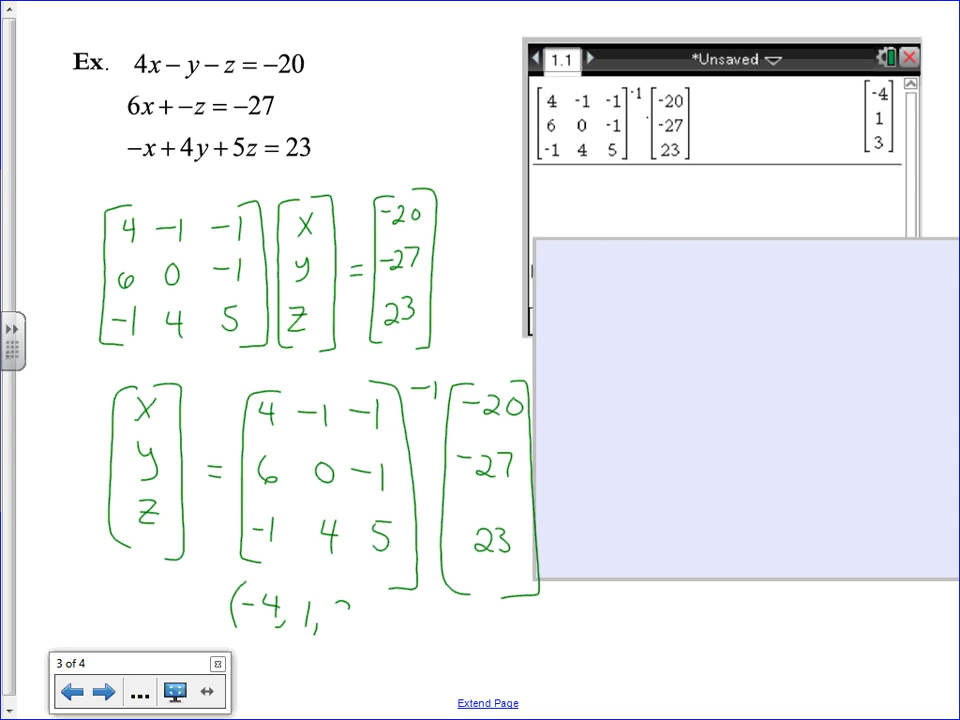 Ex. 4x − y − z = −20
6x + −z = −27
−x + 4y + 5z = 23
1.1 *Unsaved
[4 -1 -1]⁻¹ [-20] [-4]
[6 0 -1] · [-27] [1]
[-1 4 5] [23] [3]
[4 −1 −1] [x] [−20]
[6 0 −1] [y] = [−27]
[−1 4 5] [z] [23]
[x] [4 −1 −1]⁻¹ [−20]
[y] = [6 0 −1] [−27]
[z] [−1 4 5] [23]
(−4, 1,
3 of 4
...
Extend Page